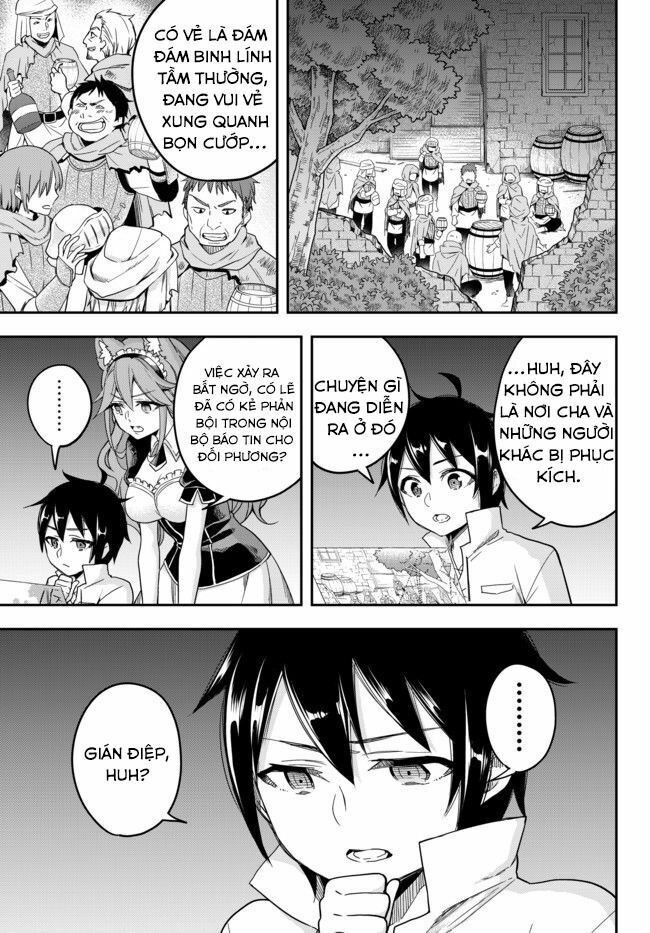 CÓ VẺ LÀ ĐÁM
ĐÁM BINH LÍNH
TẦM THƯỜNG,
ĐANG VUI VẺ
XUNG QUANH
BỌN CƯỚP...
...HUH, ĐÂY
KHÔNG PHẢI
LÀ NƠI CHA VÀ
NHỮNG NGƯỜI
KHÁC BỊ PHỤC
KÍCH.
CHUYỆN GÌ
ĐANG DIỄN
RA Ở ĐÓ
...
VIỆC XẢY RA
BẤT NGỜ, CÓ LẼ
ĐÃ CÓ KẺ PHẢN
BỘI TRONG NỘI
BỘ BÁO TIN CHO
ĐỐI PHƯƠNG?
......
........
GIÁN ĐIỆP,
HUH?